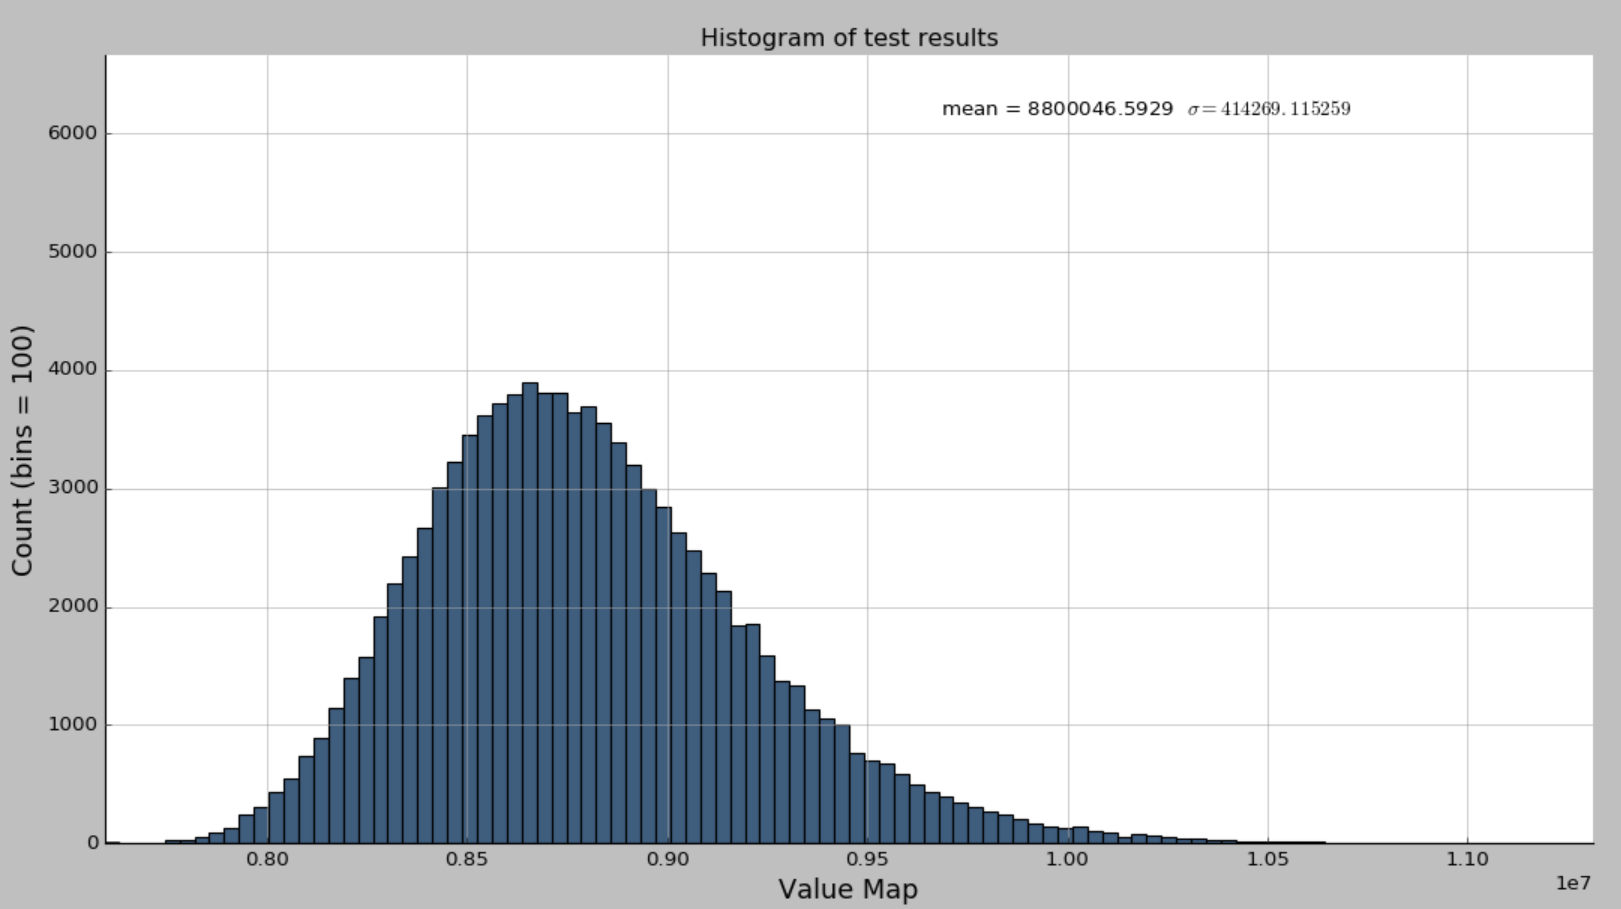 Histogram of test results
mean = 8800046.5929 σ = 414269.115259
Count (bins = 100)
6000
5000
4000
3000
2000
1000
0
0.80 0.85 0.90 0.95 1.00 1.05 1.10
1e7
Value Map